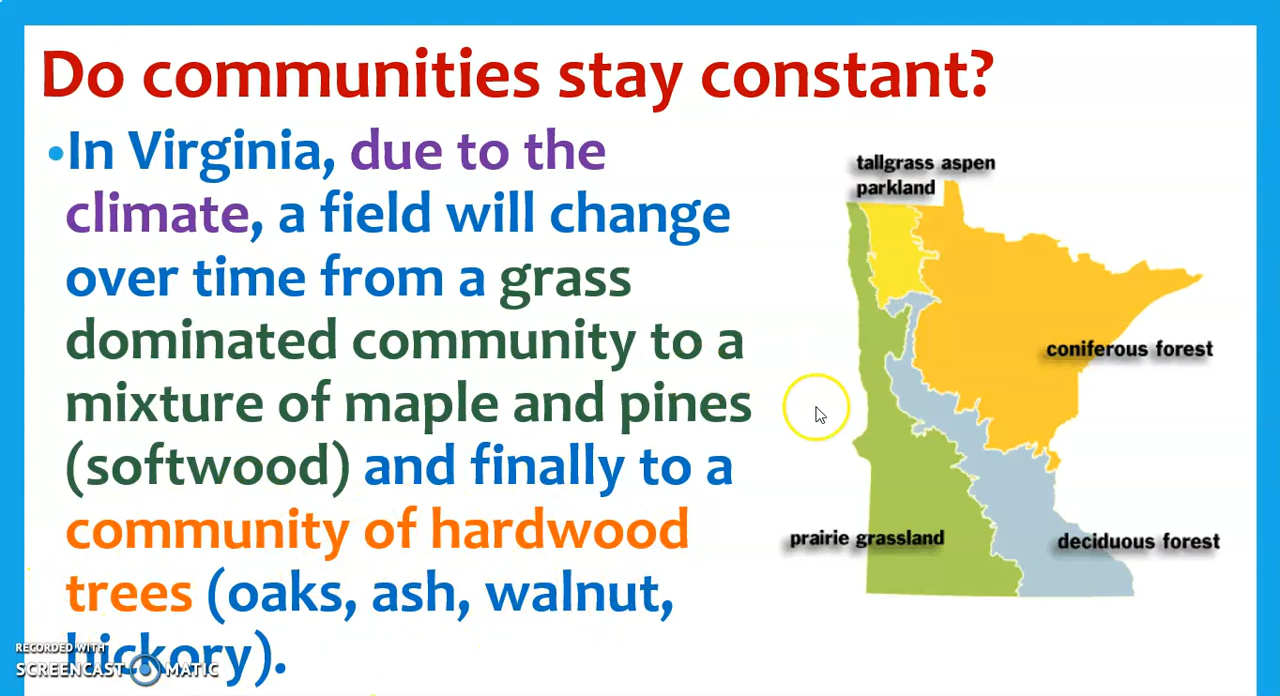 Do communities stay constant?
•In Virginia, due to the
climate, a field will change
over time from a grass
dominated community to a
mixture of maple and pines
(softwood) and finally to a
community of hardwood
trees (oaks, ash, walnut,
hickory).
tallgrass aspen
parkland
coniferous forest
prairie grassland
deciduous forest
RECORDED WITH
SCREENCAST MATIC